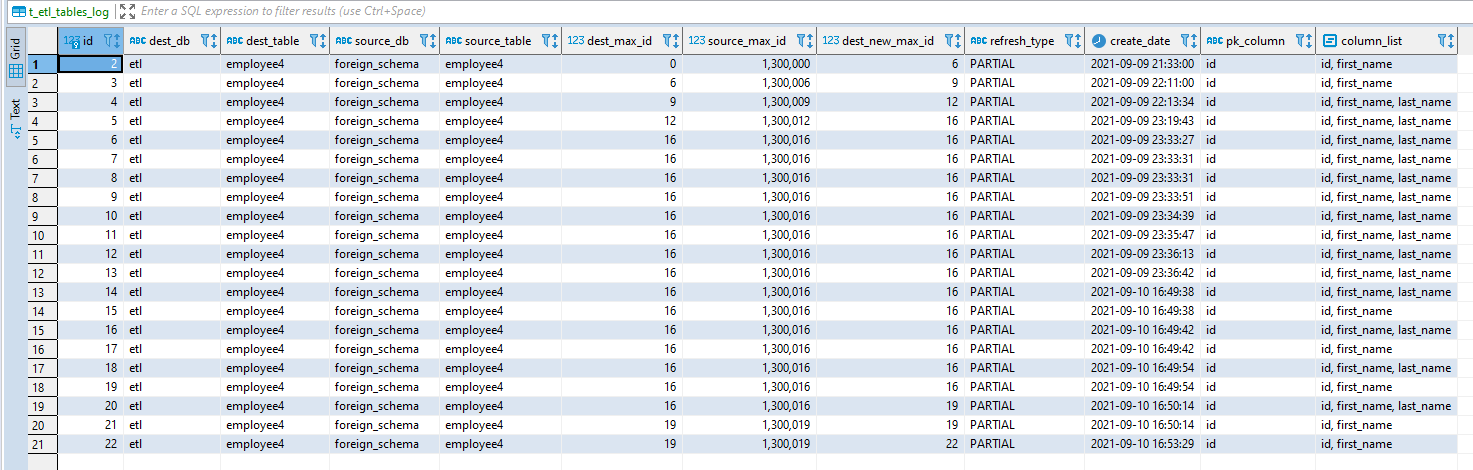 t_etl_tables_log Enter a SQL expression to filter results (use Ctrl+Space)
Grid
Text
123 id ABC dest_db ABC dest_table ABC source_db ABC source_table 123 dest_max_id 123 source_max_id 123 dest_new_max_id ABC refresh_type create_date ABC pk_column column_list
1 2 etl employee4 foreign_schema employee4 0 1,300,000 6 PARTIAL 2021-09-09 21:33:00 id id, first_name
2 3 etl employee4 foreign_schema employee4 6 1,300,006 9 PARTIAL 2021-09-09 22:11:00 id id, first_name
3 4 etl employee4 foreign_schema employee4 9 1,300,009 12 PARTIAL 2021-09-09 22:13:34 id id, first_name, last_name
4 5 etl employee4 foreign_schema employee4 12 1,300,012 16 PARTIAL 2021-09-09 23:19:43 id id, first_name, last_name
5 6 etl employee4 foreign_schema employee4 16 1,300,016 16 PARTIAL 2021-09-09 23:33:27 id id, first_name, last_name
6 7 etl employee4 foreign_schema employee4 16 1,300,016 16 PARTIAL 2021-09-09 23:33:31 id id, first_name, last_name
7 8 etl employee4 foreign_schema employee4 16 1,300,016 16 PARTIAL 2021-09-09 23:33:31 id id, first_name, last_name
8 9 etl employee4 foreign_schema employee4 16 1,300,016 16 PARTIAL 2021-09-09 23:33:51 id id, first_name, last_name
9 10 etl employee4 foreign_schema employee4 16 1,300,016 16 PARTIAL 2021-09-09 23:34:39 id id, first_name, last_name
10 11 etl employee4 foreign_schema employee4 16 1,300,016 16 PARTIAL 2021-09-09 23:35:47 id id, first_name, last_name
11 12 etl employee4 foreign_schema employee4 16 1,300,016 16 PARTIAL 2021-09-09 23:36:13 id id, first_name, last_name
12 13 etl employee4 foreign_schema employee4 16 1,300,016 16 PARTIAL 2021-09-09 23:36:42 id id, first_name, last_name
13 14 etl employee4 foreign_schema employee4 16 1,300,016 16 PARTIAL 2021-09-10 16:49:38 id id, first_name, last_name
14 15 etl employee4 foreign_schema employee4 16 1,300,016 16 PARTIAL 2021-09-10 16:49:38 id id, first_name
15 16 etl employee4 foreign_schema employee4 16 1,300,016 16 PARTIAL 2021-09-10 16:49:42 id id, first_name, last_name
16 17 etl employee4 foreign_schema employee4 16 1,300,016 16 PARTIAL 2021-09-10 16:49:42 id id, first_name
17 18 etl employee4 foreign_schema employee4 16 1,300,016 16 PARTIAL 2021-09-10 16:49:54 id id, first_name, last_name
18 19 etl employee4 foreign_schema employee4 16 1,300,016 16 PARTIAL 2021-09-10 16:49:54 id id, first_name
19 20 etl employee4 foreign_schema employee4 16 1,300,016 19 PARTIAL 2021-09-10 16:50:14 id id, first_name, last_name
20 21 etl employee4 foreign_schema employee4 19 1,300,019 19 PARTIAL 2021-09-10 16:50:14 id id, first_name
21 22 etl employee4 foreign_schema employee4 19 1,300,019 22 PARTIAL 2021-09-10 16:53:29 id id, first_name